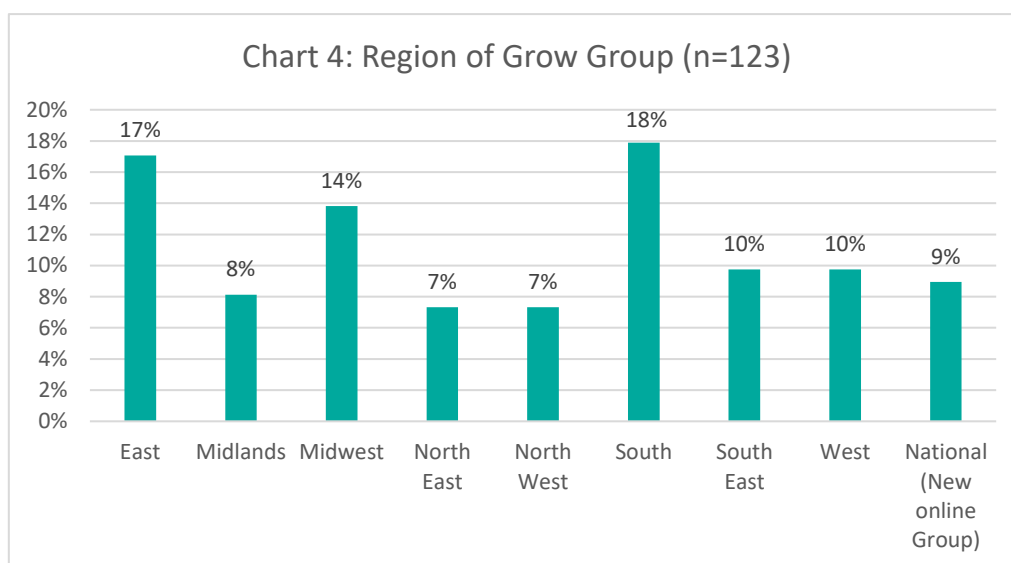 Chart 4: Region of Grow Group (n=123)
20%
18%
16%
14%
12%
10%
8%
6%
4%
2%
0%
17%
8%
14%
7%
7%
18%
10%
10%
9%
East
Midlands
Midwest
North
East
North
West
South
South
East
West
National
(New
online
Group)